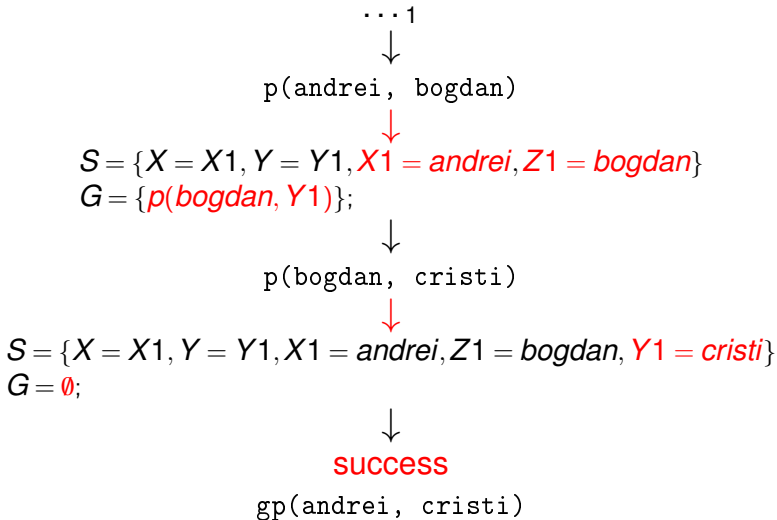 ⋯1
↓
p(andrei, bogdan)
↓
S = {X = X1, Y = Y1, X1 = andrei, Z1 = bogdan}
G = {p(bogdan, Y1)};
↓
p(bogdan, cristi)
↓
S = {X = X1, Y = Y1, X1 = andrei, Z1 = bogdan, Y1 = cristi}
G = ∅;
↓
success
gp(andrei, cristi)